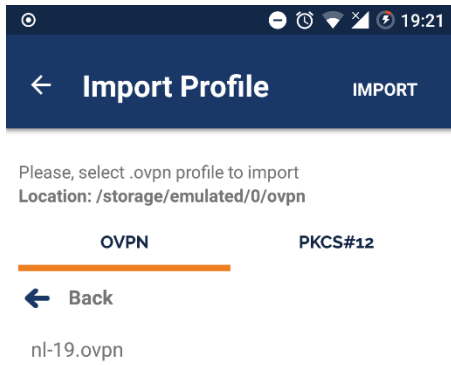 19:21
Import Profile IMPORT
Please, select .ovpn profile to import
Location: /storage/emulated/0/ovpn
OVPN PKCS#12
Back
nl-19.ovpn